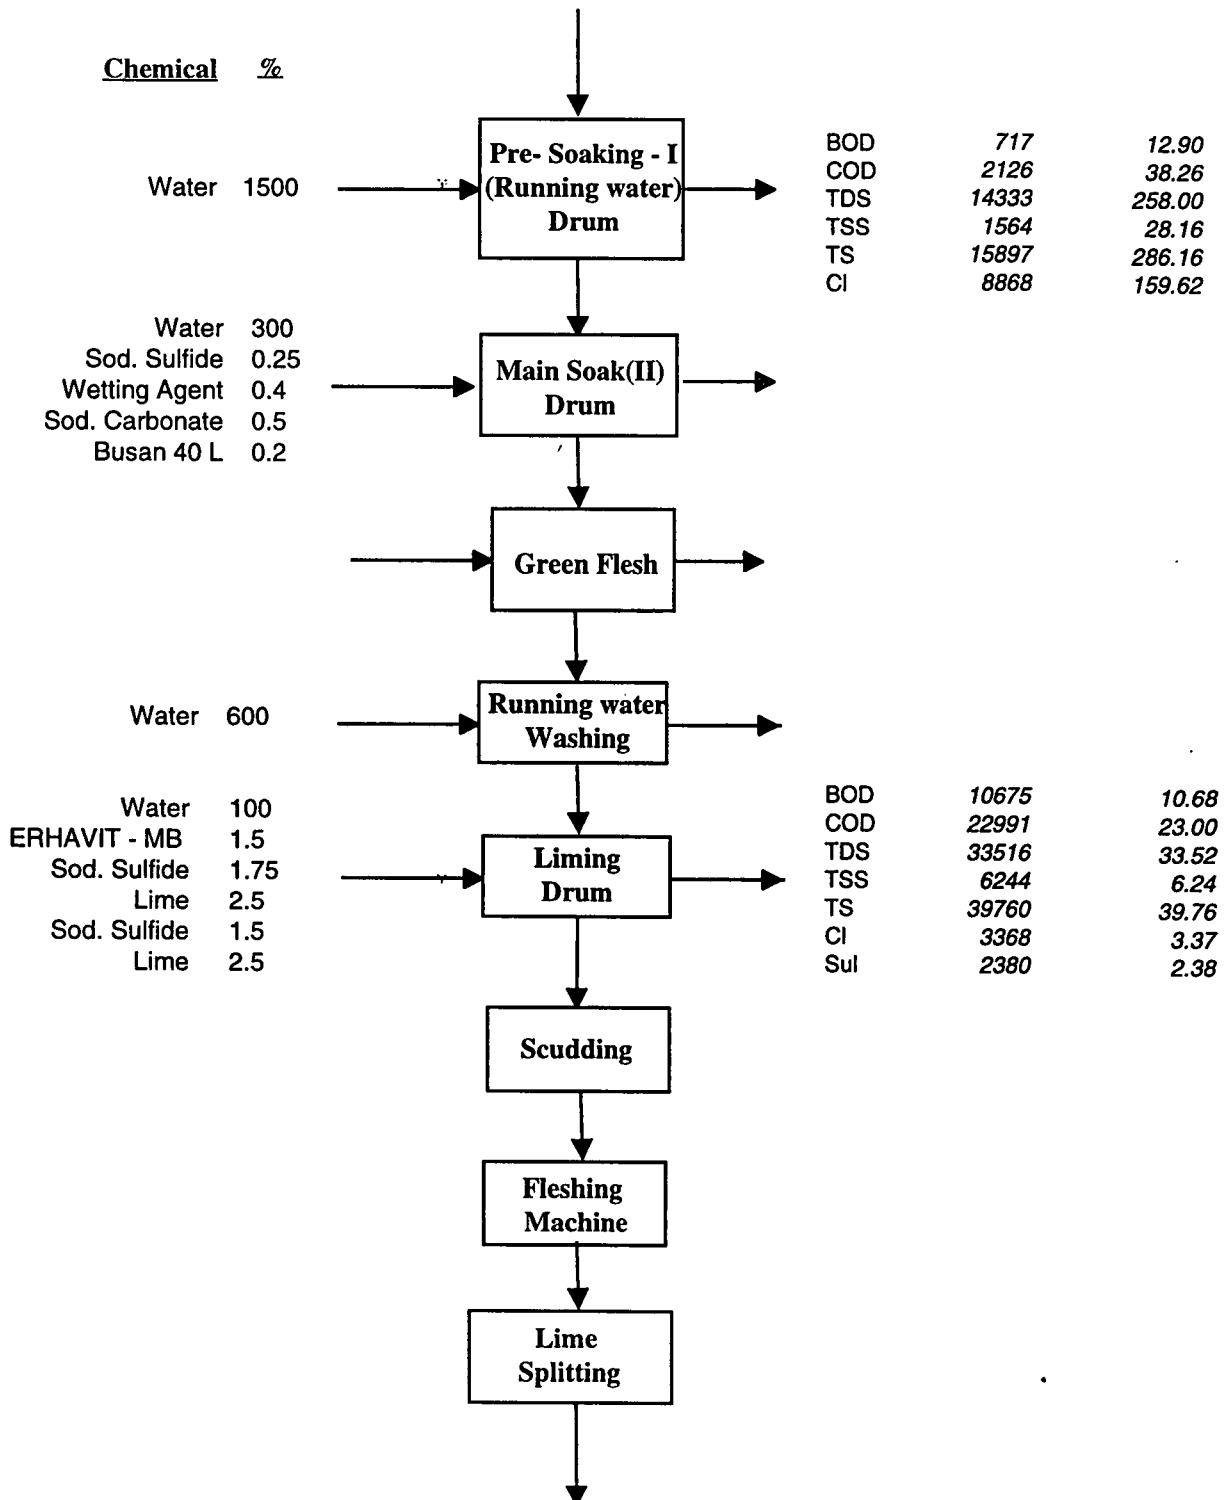 Chemical %
Pre- Soaking - I
(Running water)
Drum
Water 1500
BOD 717 12.90
COD 2126 38.26
TDS 14333 258.00
TSS 1564 28.16
TS 15897 286.16
Cl 8868 159.62
Water 300
Sod. Sulfide 0.25
Wetting Agent 0.4
Sod. Carbonate 0.5
Busan 40 L 0.2
Main Soak(II)
Drum
Green Flesh
Water 600
Running water
Washing
Water 100
ERHAVIT - MB 1.5
Sod. Sulfide 1.75
Lime 2.5
Sod. Sulfide 1.5
Lime 2.5
Liming
Drum
BOD 10675 10.68
COD 22991 23.00
TDS 33516 33.52
TSS 6244 6.24
TS 39760 39.76
Cl 3368 3.37
Sul 2380 2.38
Scudding
Fleshing
Machine
Lime
Splitting